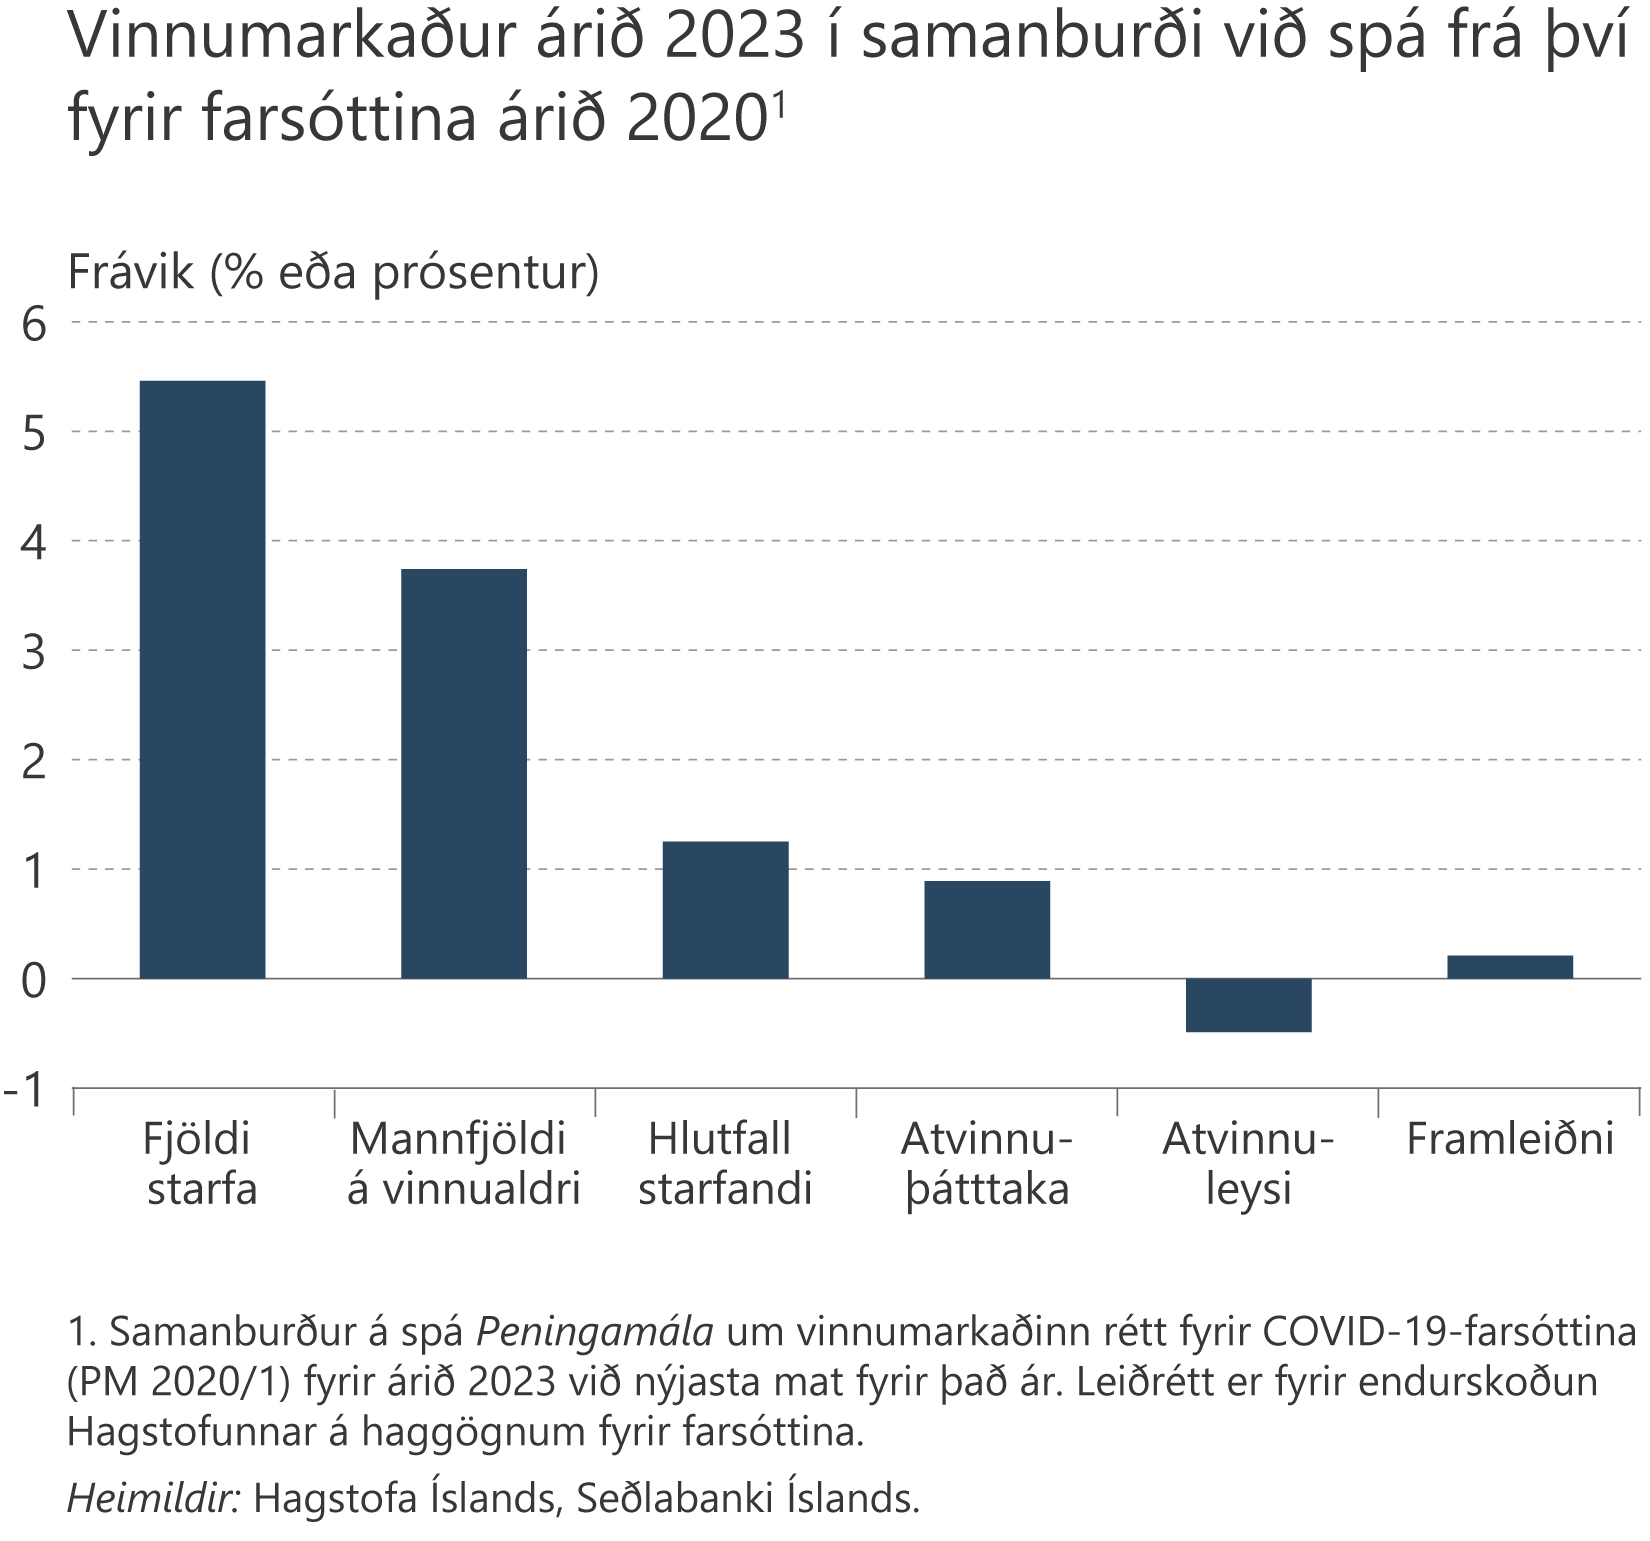 Vinnumarkaður árið 2023 í samanburði við spá frá því
fyrir farsóttina árið 2020¹
Frávik (% eða prósentur)
6
5
4
3
2
1
0
-1
Fjöldi
starfa
Mannfjöldi
á vinnualdri
Hlutfall
starfandi
Atvinnu-
þátttaka
Atvinnu-
leysi
Framleiðni
1. Samanburður á spá Peningamála um vinnumarkaðinn rétt fyrir COVID-19-farsóttina
(PM 2020/1) fyrir árið 2023 við nýjasta mat fyrir það ár. Leiðrétt er fyrir endurskoðun
Hagstofunnar á haggögnum fyrir farsóttina.
Heimildir: Hagstofa Íslands, Seðlabanki Íslands.